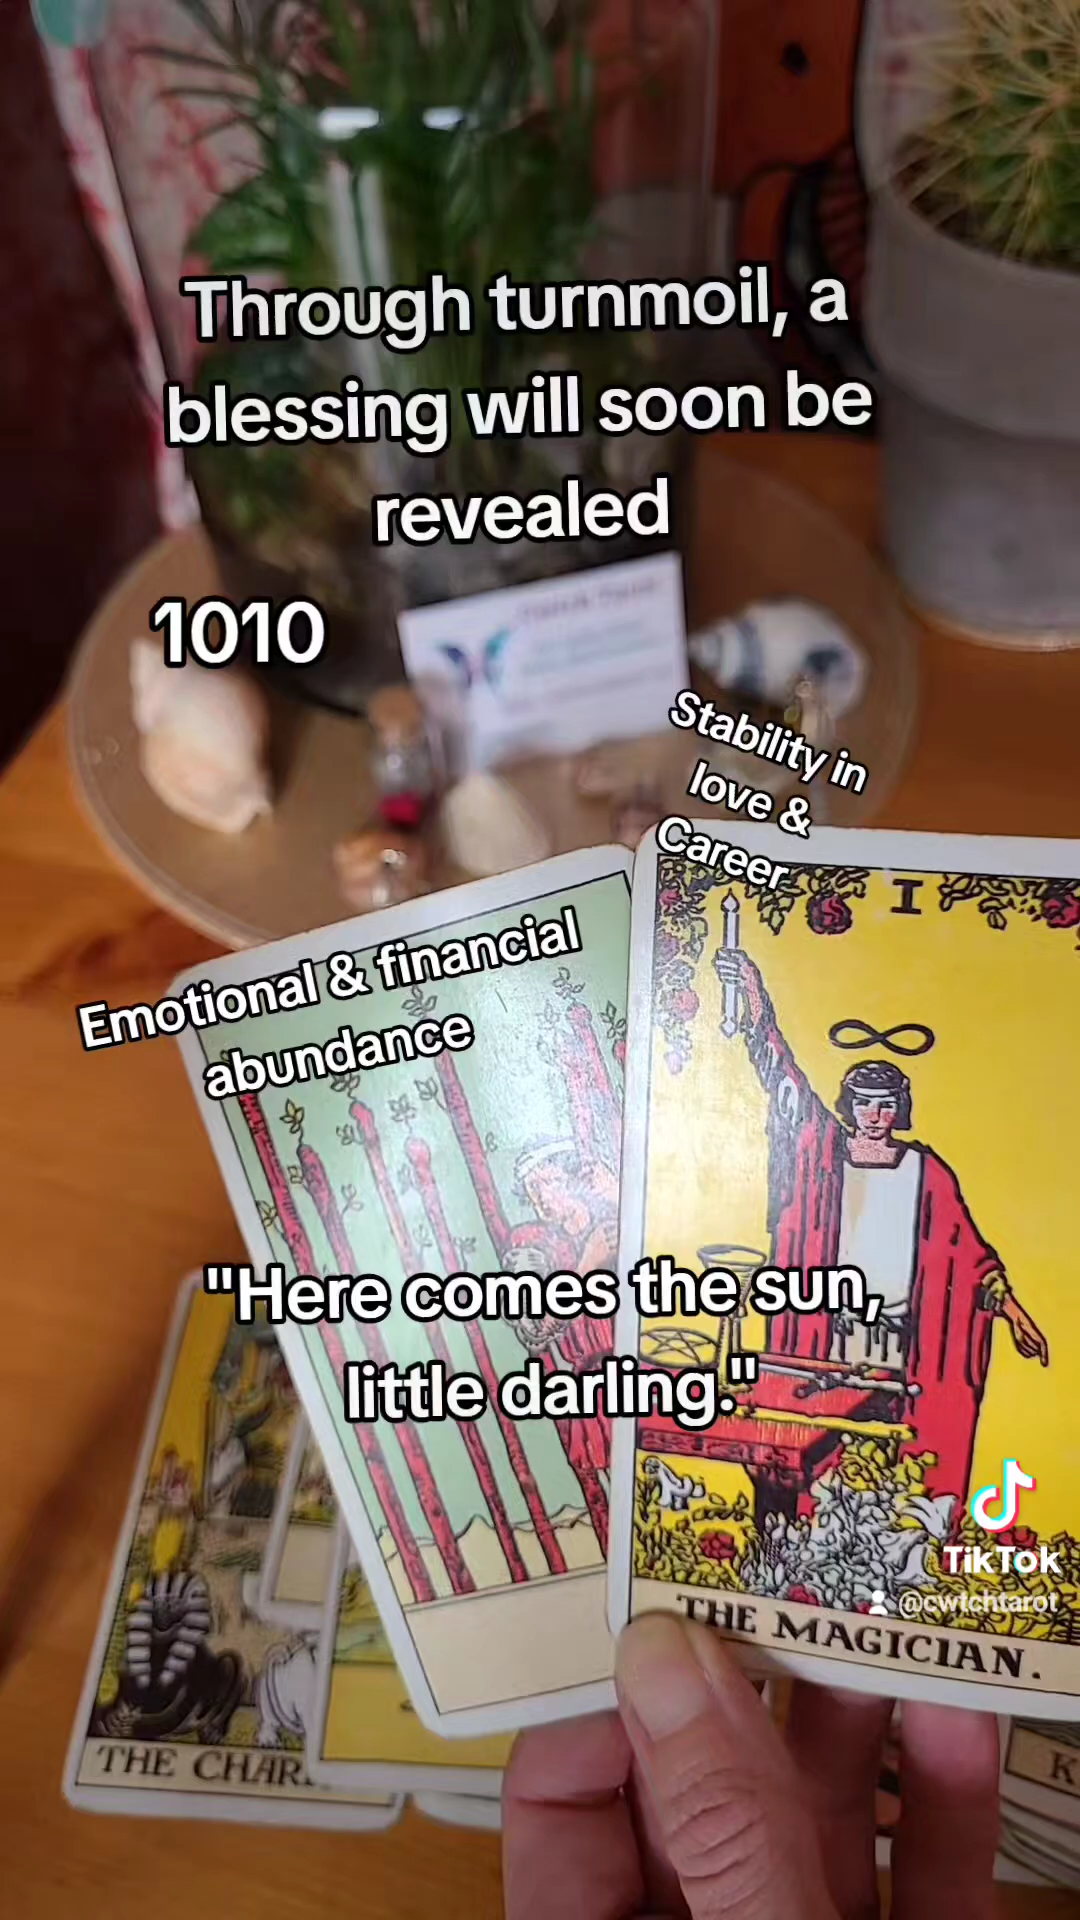 Through turnmoil, a
blessing will soon be
revealed
1010
Stability in
love &
Career
I
Emotional & financial
abundance
"Here comes the sun,
little darling."
TikTok
@cwtchtarot
THE MAGICIAN.
THE CHAR
K